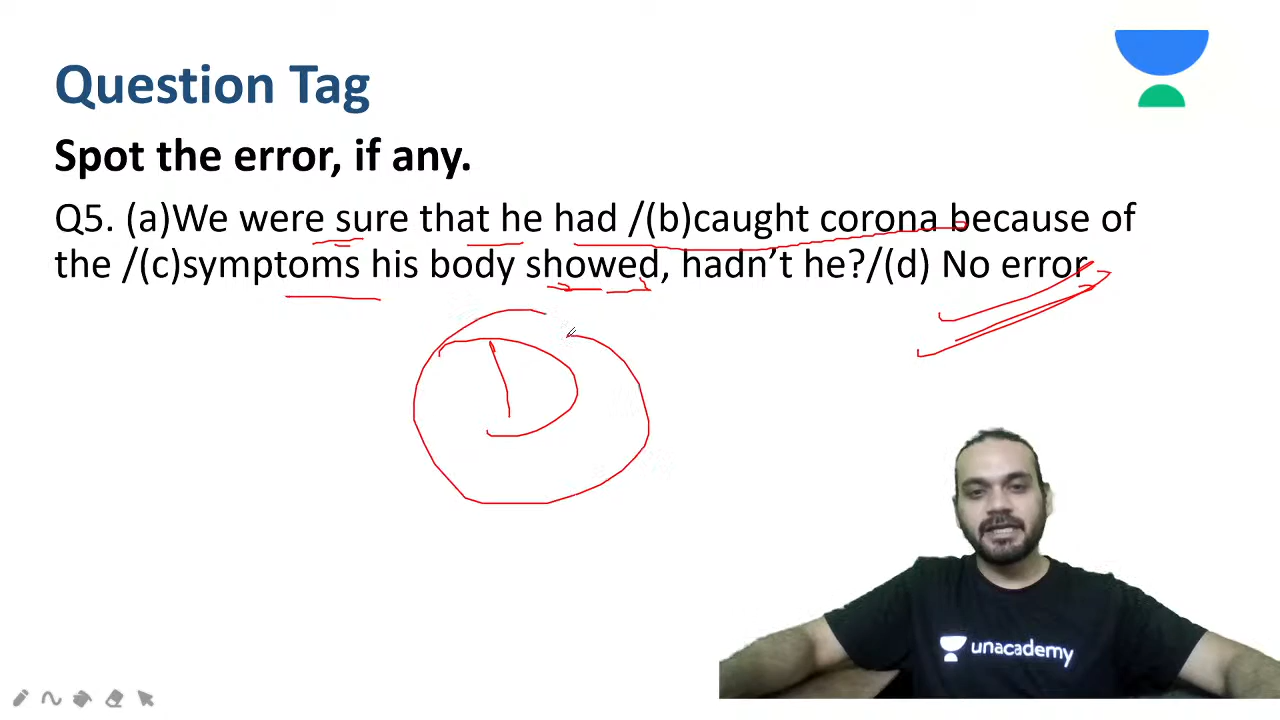 Question Tag
Spot the error, if any.
Q5. (a)We were sure that he had /(b)caught corona because of
the /(c)symptoms his body showed, hadn’t he?/(d) No error
D
unacademy